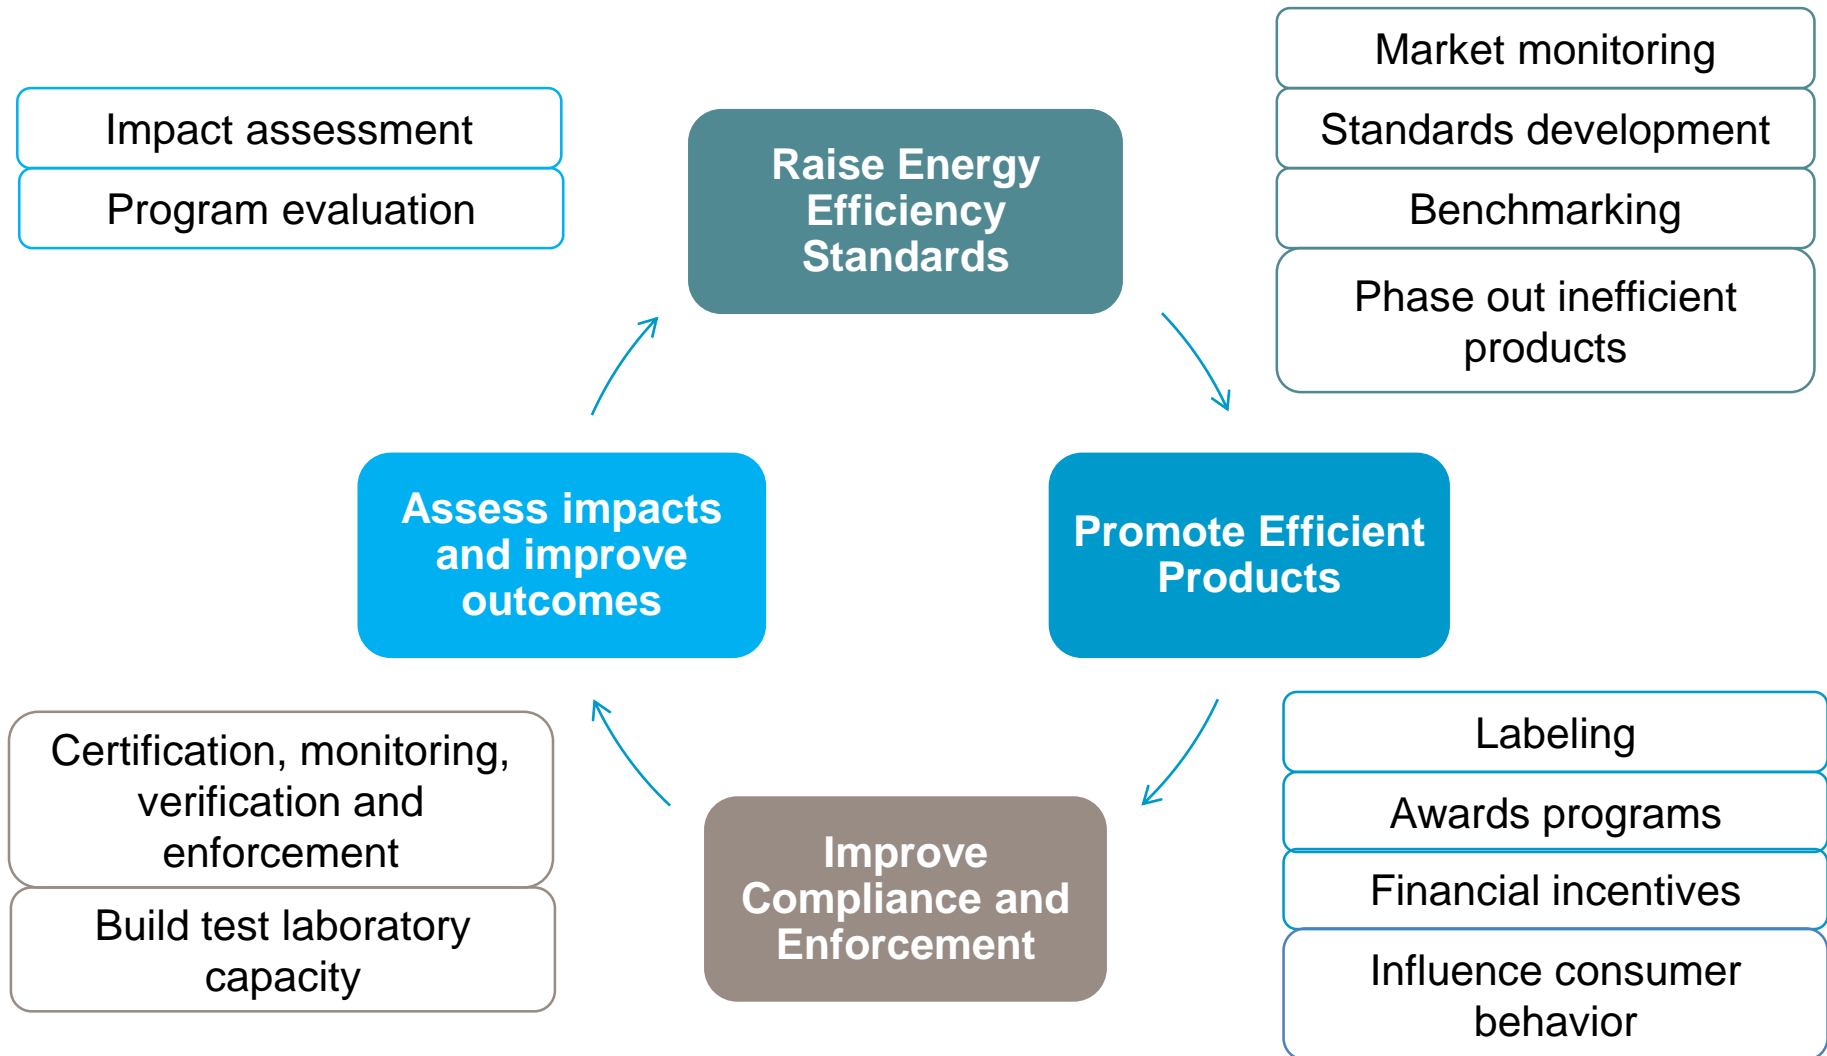 Market monitoring
Standards development
Benchmarking
Phase out inefficient
products
Impact assessment
Program evaluation
Raise Energy
Efficiency
Standards
Assess impacts
and improve
outcomes
Promote Efficient
Products
Improve
Compliance and
Enforcement
Certification, monitoring,
verification and
enforcement
Build test laboratory
capacity
Labeling
Awards programs
Financial incentives
Influence consumer
behavior